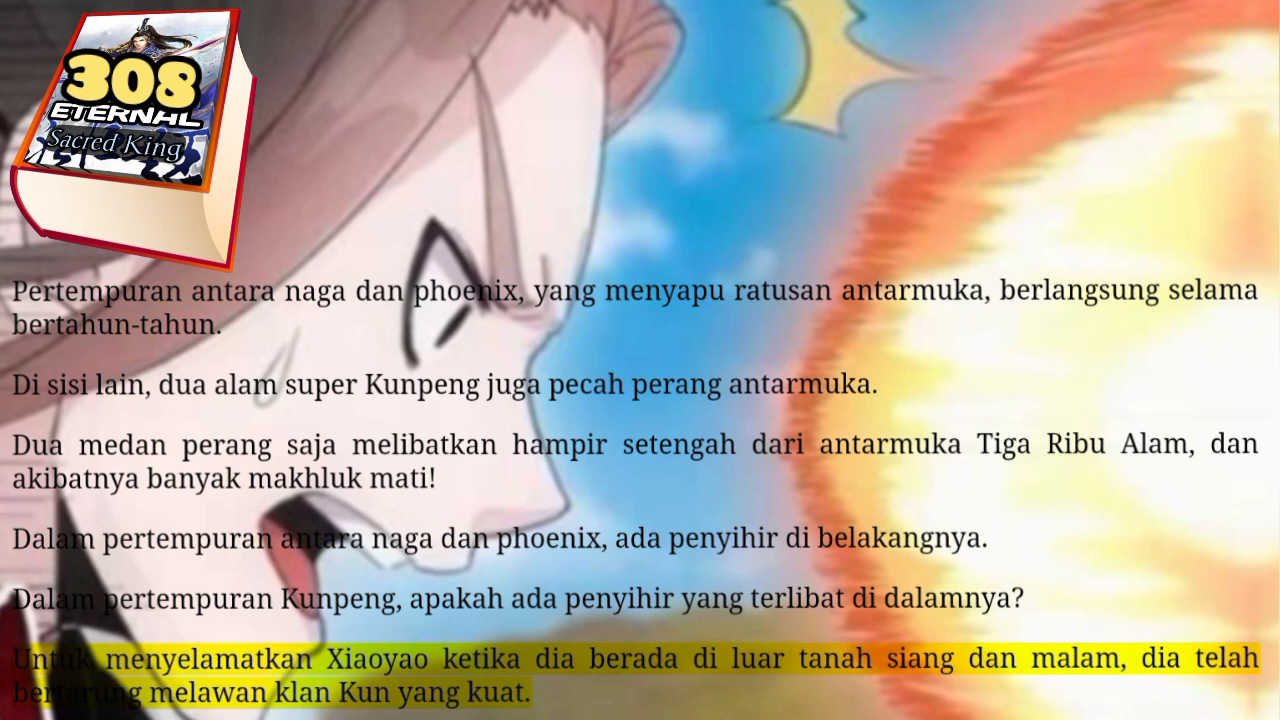 308
ETERNAL
Sacred King
Pertempuran antara naga dan phoenix, yang menyapu ratusan antarmuka, berlangsung selama
bertahun-tahun.
Di sisi lain, dua alam super Kunpeng juga pecah perang antarmuka.
Dua medan perang saja melibatkan hampir setengah dari antarmuka Tiga Ribu Alam, dan
akibatnya banyak makhluk mati!
Dalam pertempuran antara naga dan phoenix, ada penyihir di belakangnya.
Dalam pertempuran Kunpeng, apakah ada penyihir yang terlibat di dalamnya?
Untuk menyelamatkan Xiaoyao ketika dia berada di luar tanah siang dan malam, dia telah
bertarung melawan klan Kun yang kuat.